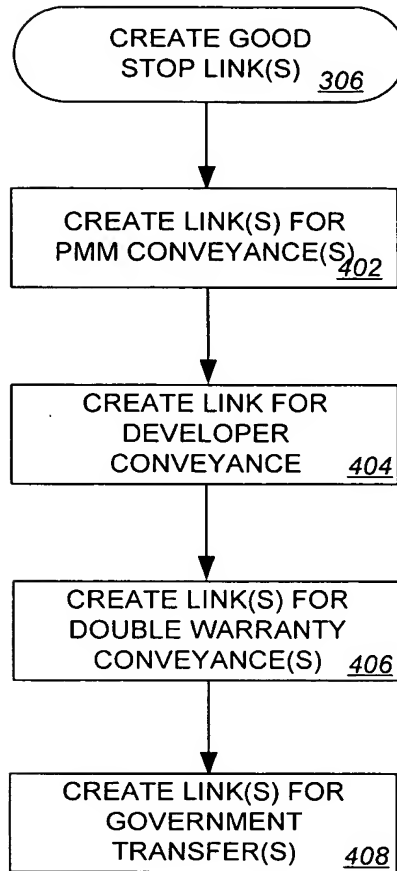 CREATE GOOD
STOP LINK(S)
306
CREATE LINK(S) FOR
PMM CONVEYANCE(S)
402
CREATE LINK FOR
DEVELOPER
CONVEYANCE
404
CREATE LINK(S) FOR
DOUBLE WARRANTY
CONVEYANCE(S)
406
CREATE LINK(S) FOR
GOVERNMENT
TRANSFER(S)
408